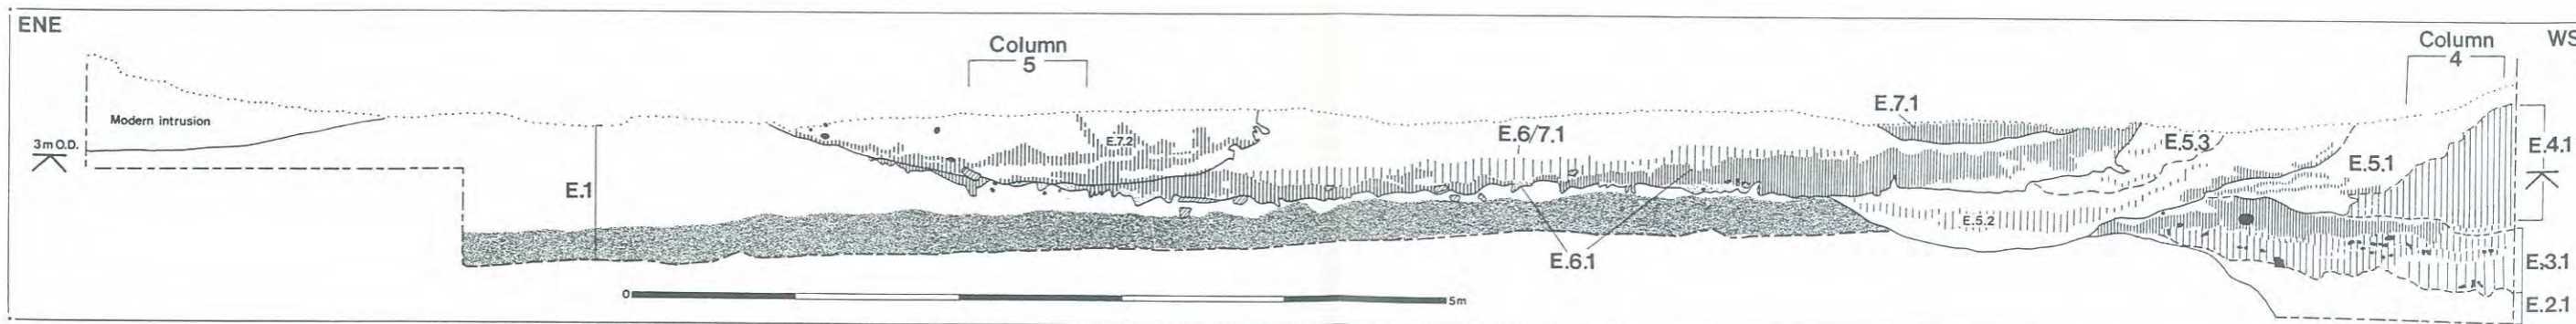 ENE
Column
5
Column
4
WS
E.7.1
Modern intrusion
3m O.D.
E.7.2
E.6/7.1
E.5.3
E.5.1
E.4.1
E.1
E.5.2
E.6.1
E.3.1
0
5m
E.2.1